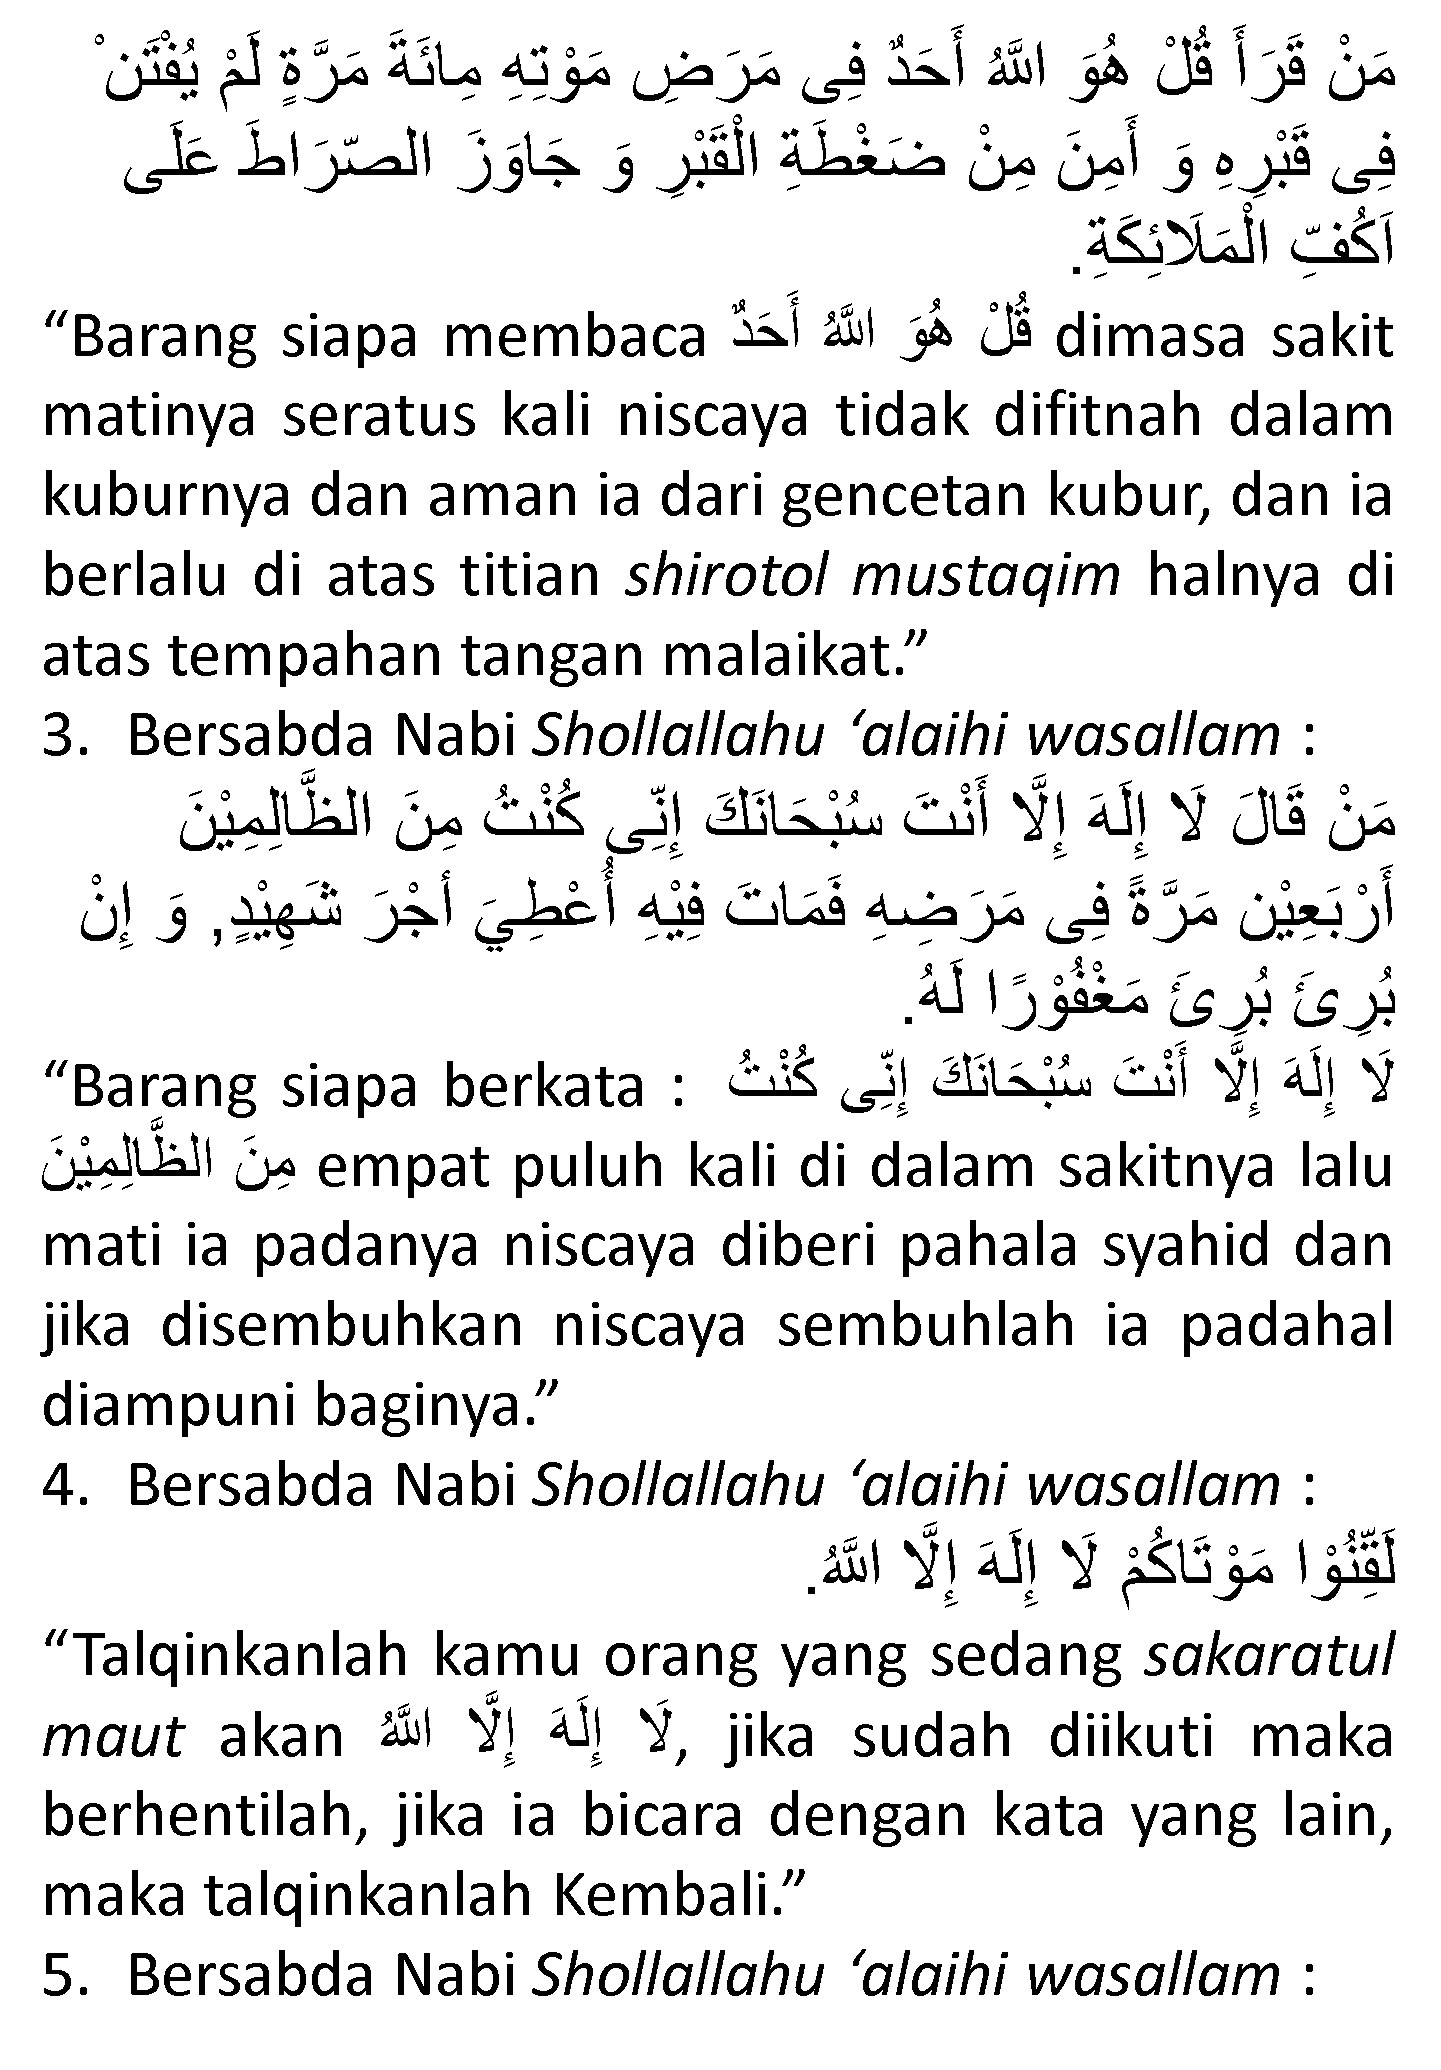 مَنْ قَرَأَ قُلْ هُوَ اللَّهُ أَحَدٌ فِى مَرَضِ مَوْتِهِ مِائَةَ مَرَّةٍ لَمْ يُفْتَنْ
فِى قَبْرِهِ وَ أَمِنَ مِنْ ضَغْطَةِ الْقَبْرِ وَ جَاوَزَ الصِّرَاطَ عَلَى
اَكُفِّ الْمَلَائِكَةِ.
“Barang siapa membaca قُلْ هُوَ اللَّهُ أَحَدٌ dimasa sakit
matinya seratus kali niscaya tidak difitnah dalam
kuburnya dan aman ia dari gencetan kubur, dan ia
berlalu di atas titian shirotol mustaqim halnya di
atas tempahan tangan malaikat.”
3. Bersabda Nabi Shollallahu ‘alaihi wasallam :
مَنْ قَالَ لَا إِلَهَ إِلَّا أَنْتَ سُبْحَانَكَ إِنِّى كُنْتُ مِنَ الظَّالِمِيْنَ
أَرْبَعِيْن مَرَّةً فِى مَرَضِهِ فَمَاتَ فِيْهِ أُعْطِيَ أجْرَ شَهِيْدٍ, وَ إِنْ
بُرِئَ بُرِئَ مَغْفُوْرًا لَهُ.
“Barang siapa berkata : لَا إِلَهَ إِلَّا أَنْتَ سُبْحَانَكَ إِنِّى كُنْتُ
مِنَ الظَّالِمِيْنَ empat puluh kali di dalam sakitnya lalu
mati ia padanya niscaya diberi pahala syahid dan
jika disembuhkan niscaya sembuhlah ia padahal
diampuni baginya.”
4. Bersabda Nabi Shollallahu ‘alaihi wasallam :
لَقِّنُوْا مَوْتَاكُمْ لَا إِلَهَ إِلَّا اللَّهُ.
“Talqinkanlah kamu orang yang sedang sakaratul
maut akan لَا إِلَهَ إِلَّا اللَّهُ, jika sudah diikuti maka
berhentilah, jika ia bicara dengan kata yang lain,
maka talqinkanlah Kembali.”
5. Bersabda Nabi Shollallahu ‘alaihi wasallam :